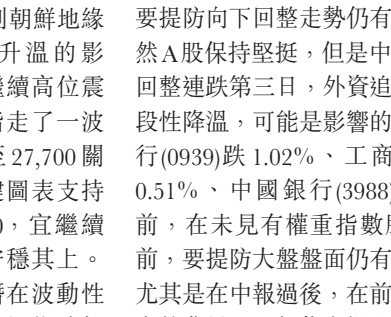 到朝鮮地緣
升溫的影
繼續高位震
指走了一波
至 27,700 關
鍵圖表支持
，宜繼續
穩其上。
在波動性
要提防向下回整走勢仍有
然A股保持堅挺，但是中
回整連跌第三日，外資追
段性降溫，可能是影響的
行(0939)跌 1.02%、工商
0.51%、中國銀行(3988)
前，在未見有權重指數
前，要提防大盤盤面仍有
尤其是在中報過後，在前